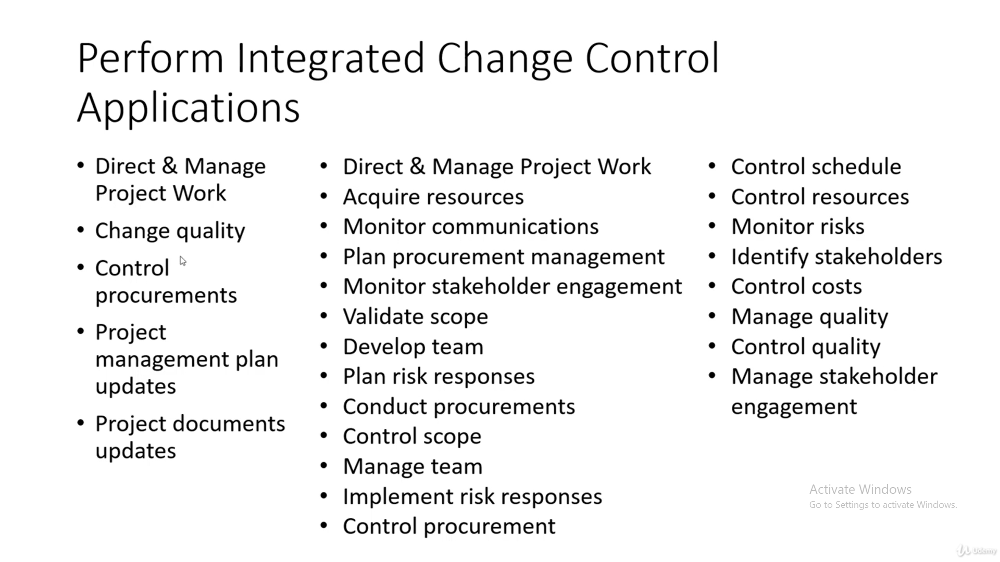 Perform Integrated Change Control
Applications
• Direct & Manage
Project Work
• Change quality
• Control
procurements
• Project
management plan
updates
• Project documents
updates
• Direct & Manage Project Work
• Acquire resources
• Monitor communications
• Plan procurement management
• Monitor stakeholder engagement
• Validate scope
• Develop team
• Plan risk responses
• Conduct procurements
• Control scope
• Manage team
• Implement risk responses
• Control procurement
• Control schedule
• Control resources
• Monitor risks
• Identify stakeholders
• Control costs
• Manage quality
• Control quality
• Manage stakeholder
engagement
Activate Windows
Go to Settings to activate Windows.
Udemy